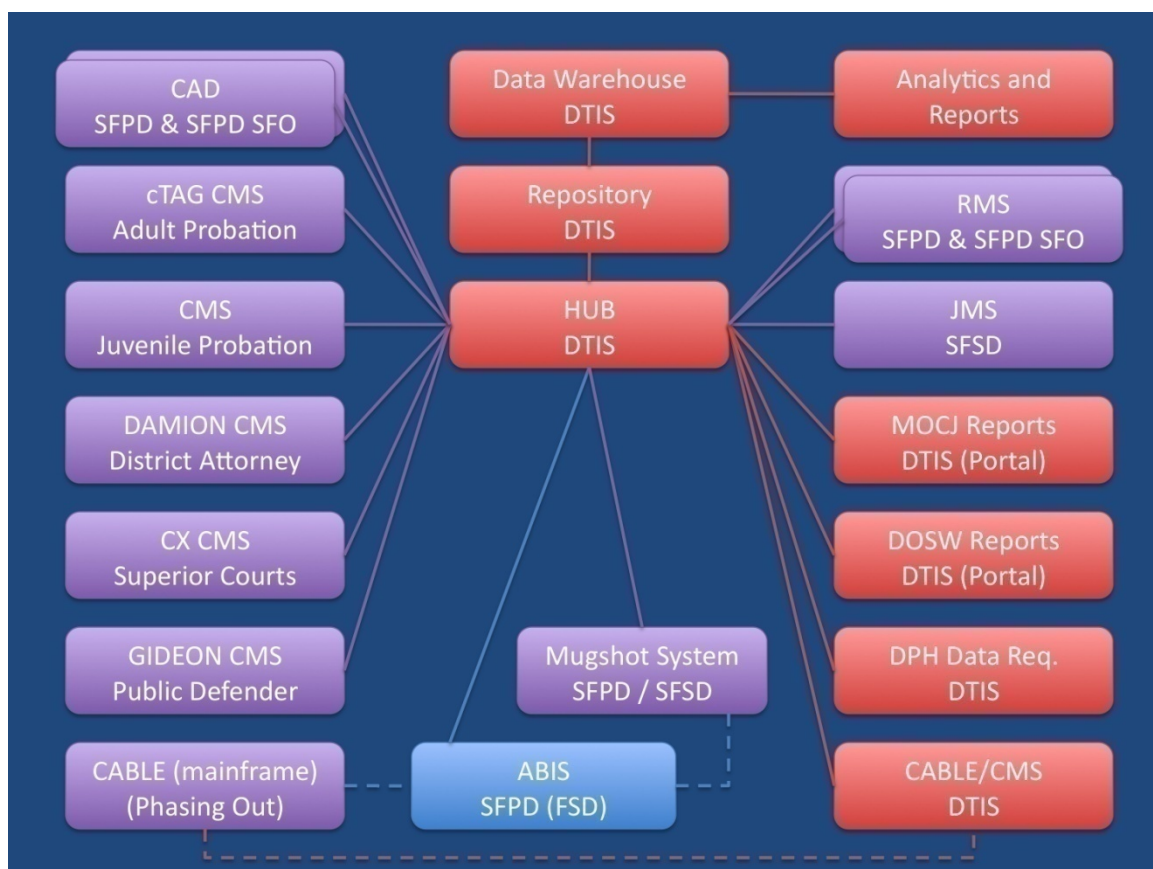 CAD
SFPD & SFPD SFO
Data Warehouse
DTIS
Analytics and
Reports
cTAG CMS
Adult Probation
Repository
DTIS
RMS
SFPD & SFPD SFO
CMS
Juvenile Probation
HUB
DTIS
JMS
SFSD
DAMION CMS
District Attorney
MOCJ Reports
DTIS (Portal)
CX CMS
Superior Courts
DOSW Reports
DTIS (Portal)
GIDEON CMS
Public Defender
Mugshot System
SFPD / SFSD
DPH Data Req.
DTIS
CABLE (mainframe)
(Phasing Out)
ABIS
SFPD (FSD)
CABLE/CMS
DTIS